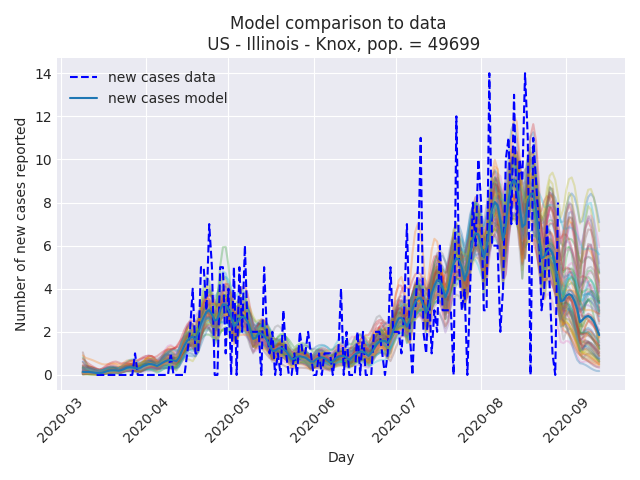 Model comparison to data
US - Illinois - Knox, pop. = 49699
new cases data
new cases model
Number of new cases reported
14
12
10
8
6
4
2
0
2020-03
2020-04
2020-05
2020-06
2020-07
2020-08
2020-09
Day